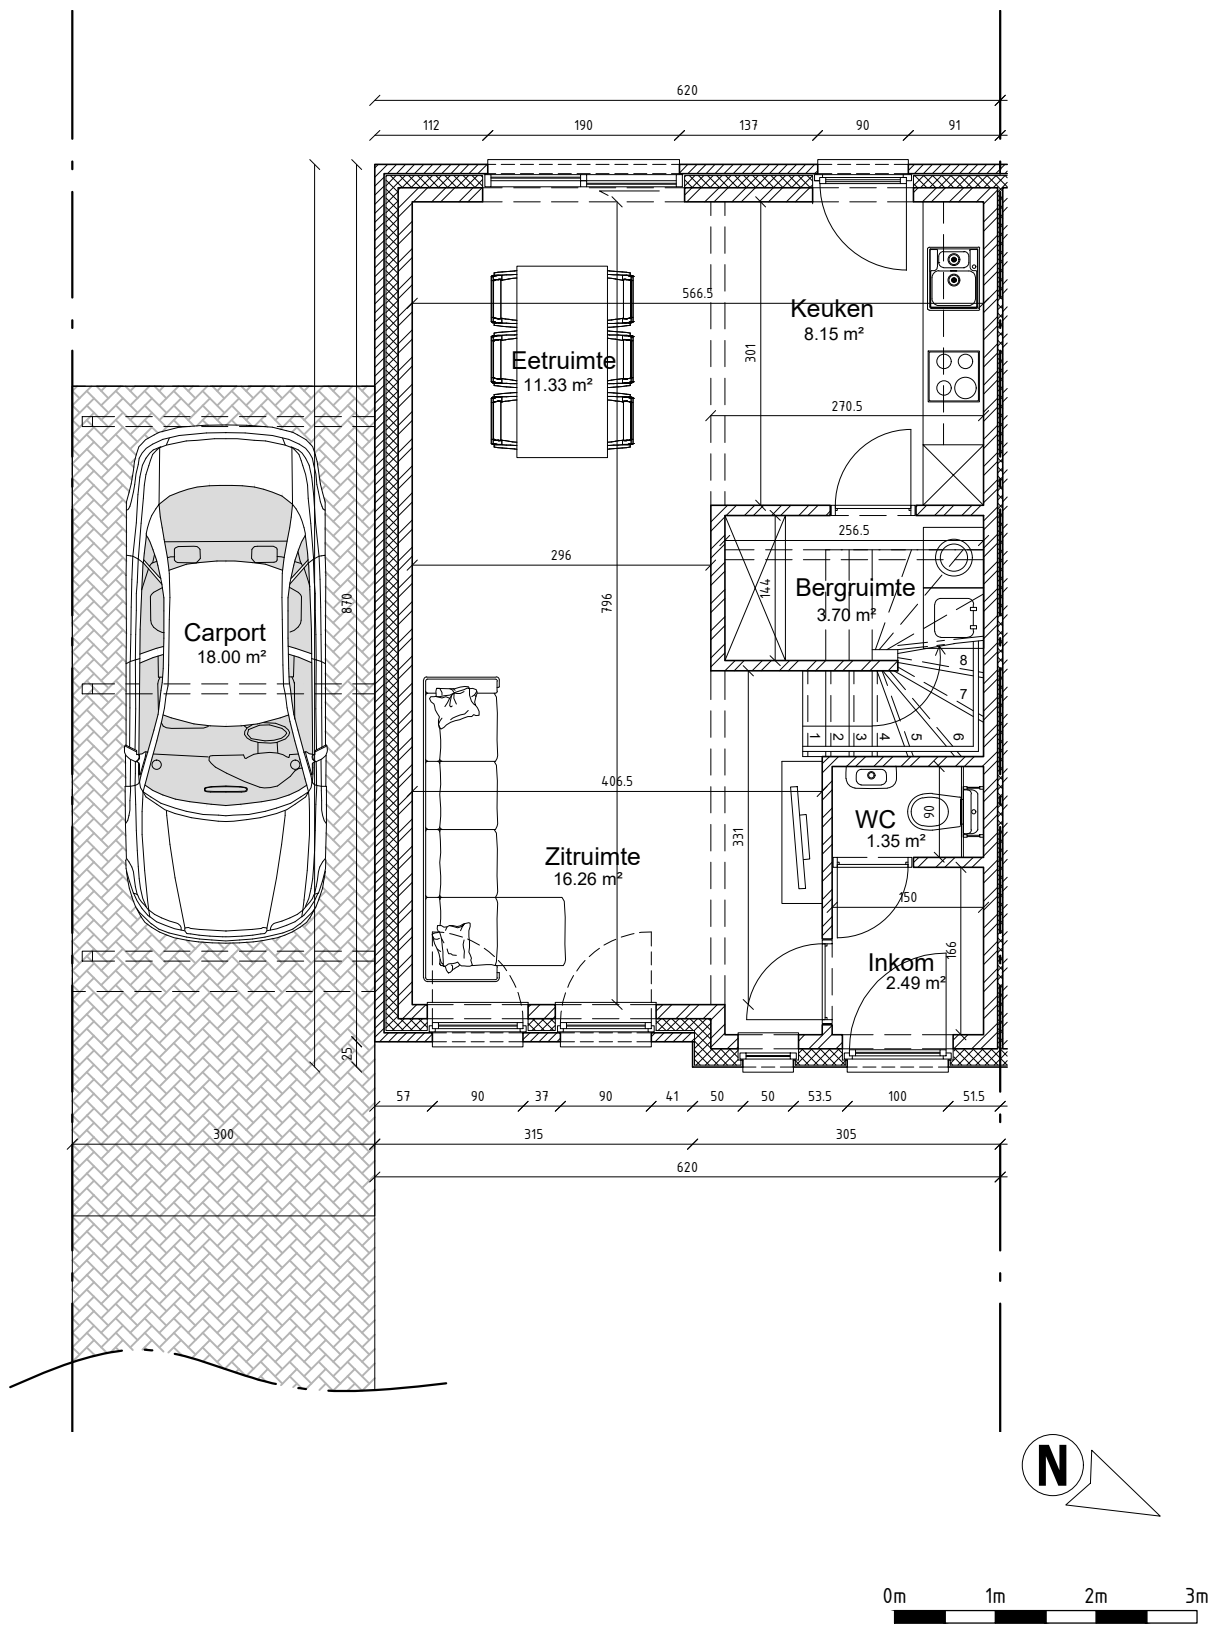 620
112 190 137 90 91
566.5
Keuken
8.15 m²
301
Eetruimte
11.33 m²
270.5
256.5
296
144
Bergruimte
3.70 m²
796
870
Carport
18.00 m²
8
7
1 2 3 4 5 6
406.5
90
WC
1.35 m²
331
Zitruimte
16.26 m²
150
166
Inkom
2.49 m²
25
57 90 37 90 41 50 50 53.5 100 51.5
300 315 305
620
N
0m 1m 2m 3m